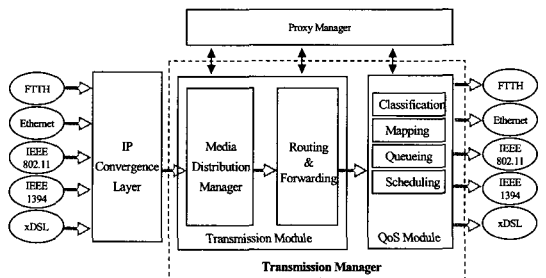 Proxy Manager
FTTH
Ethernet
IEEE
802.11
IEEE
1394
xDSL
IP
Convergence
Layer
Media
Distribution
Manager
Routing
&
Forwarding
Transmission Module
Classification
Mapping
Queueing
Scheduling
QoS Module
Transmission Manager
FTTH
Ethernet
IEEE
802.11
IEEE
1394
xDSL